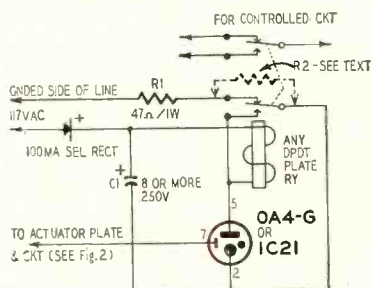 FOR CONTROLLED CKT
R2-SEE TEXT
GNDED SIDE OF LINE
R1
117VAC
47Ω/1W
+
100MA SEL RECT
ANY
DPDT
PLATE
RY
+
C1
8 OR MORE
250V
5
OA4-G
OR
1C21
TO ACTUATOR PLATE
7
& CKT (SEE Fig.2)
2